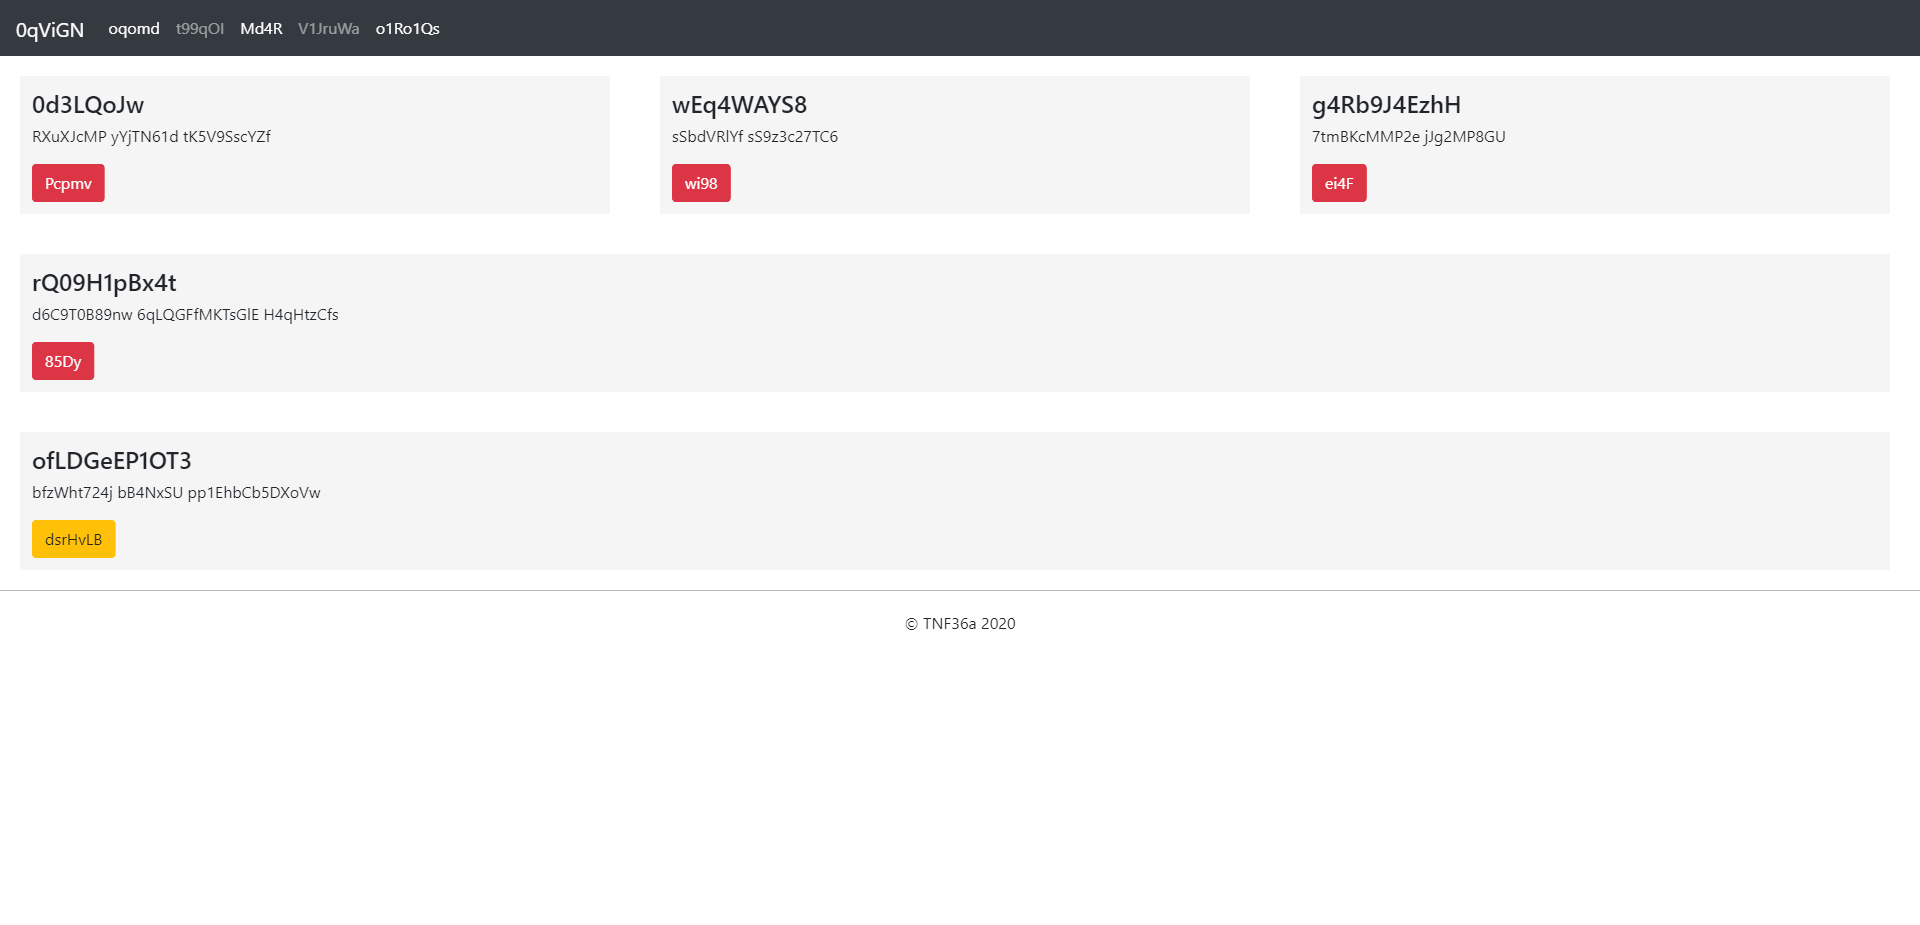 0qViGN oqomd t99qOI Md4R V1JruWa o1Ro1Qs
0d3LQoJw
RXuXJcMP yYjTN61d tK5V9SscYZf
Pcpmv
wEq4WAYS8
sSbdVRlYf sS9z3c27TC6
wi98
g4Rb9J4EzhH
7tmBKcMMP2e jJg2MP8GU
ei4F
rQ09H1pBx4t
d6C9T0B89nw 6qLQGFfMKTsGlE H4qHtzCfs
85Dy
ofLDGeEP1OT3
bfzWht724j bB4NxSU pp1EhbCb5DXoVw
dsrHvLB
© TNF36a 2020